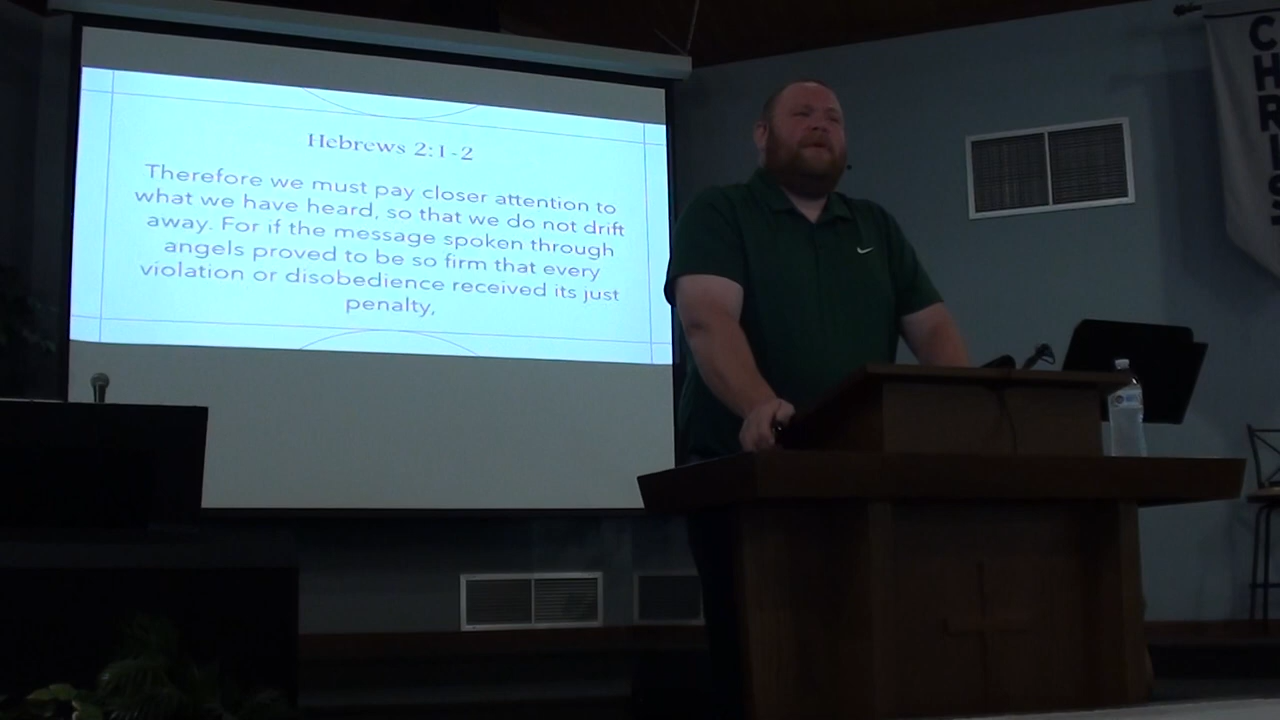 Hebrews 2:1-2
Therefore we must pay closer attention to
what we have heard, so that we do not drift
away. For if the message spoken through
angels proved to be so firm that every
violation or disobedience received its just
penalty,
CHRIST